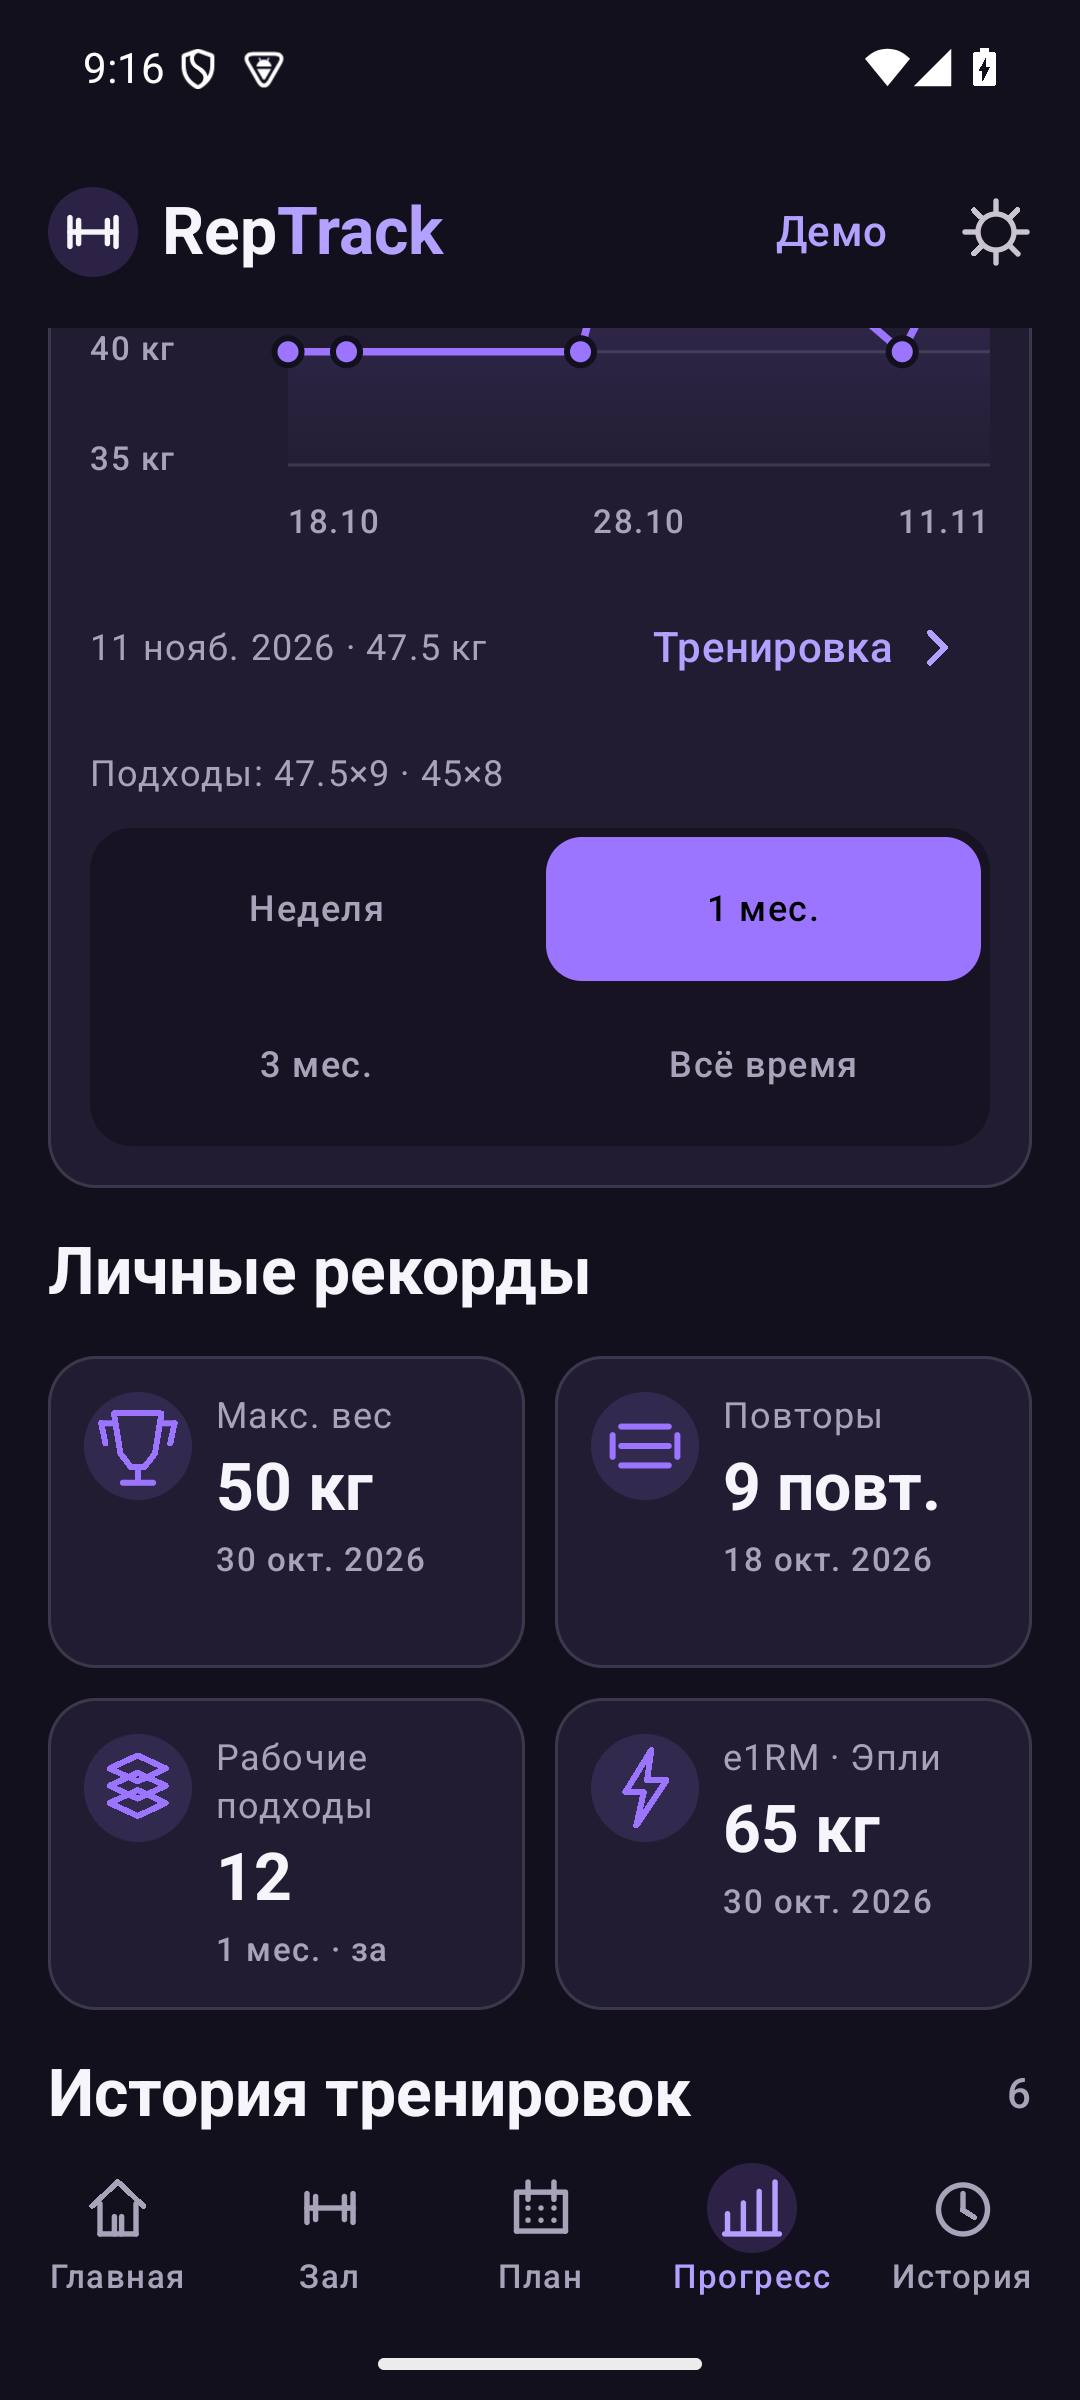 9:16
RepTrack
Демо
40 кг
35 кг
18.10 28.10 11.11
11 нояб. 2026 · 47.5 кг
Тренировка
Подходы: 47.5×9 · 45×8
Неделя
1 мес.
3 мес.
Всё время
Личные рекорды
Макс. вес
50 кг
30 окт. 2026
Повторы
9 повт.
18 окт. 2026
Рабочие
подходы
12
1 мес. · за
e1RM · Эпли
65 кг
30 окт. 2026
История тренировок
6
Главная
Зал
План
Прогресс
История